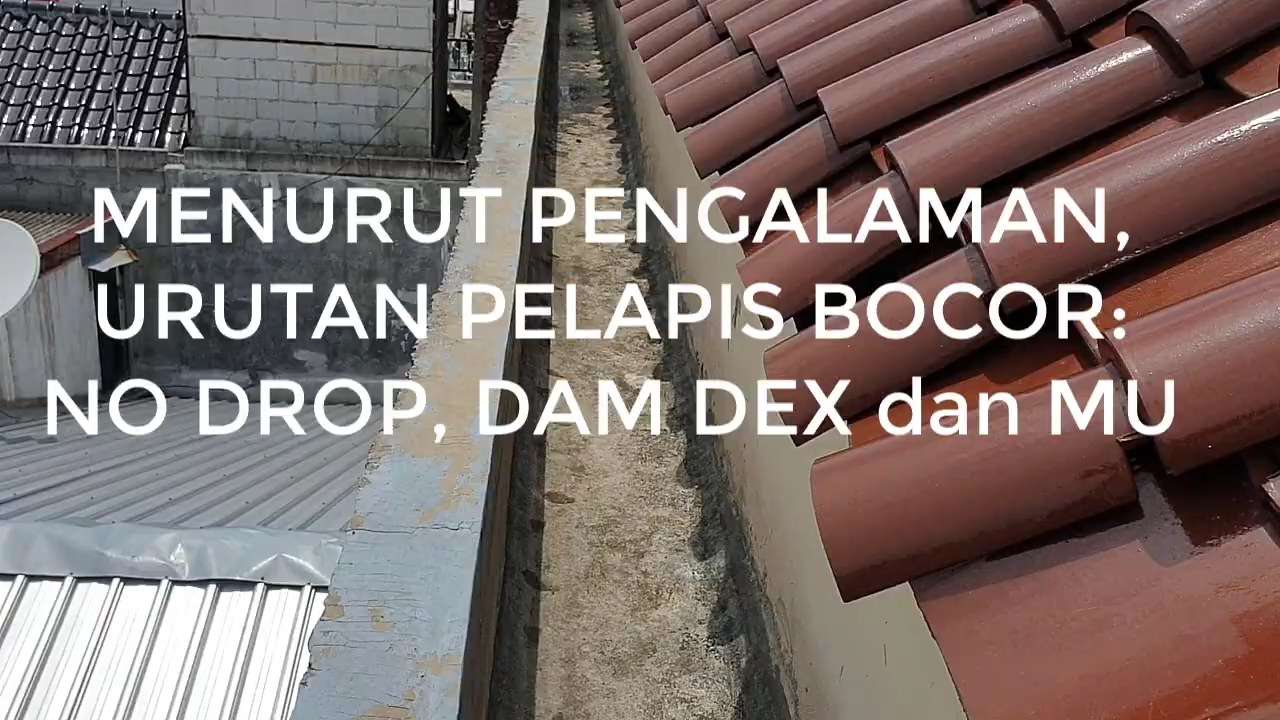 MENURUT PENGALAMAN,
URUTAN PELAPIS BOCOR:
NO DROP, DAM DEX dan MU